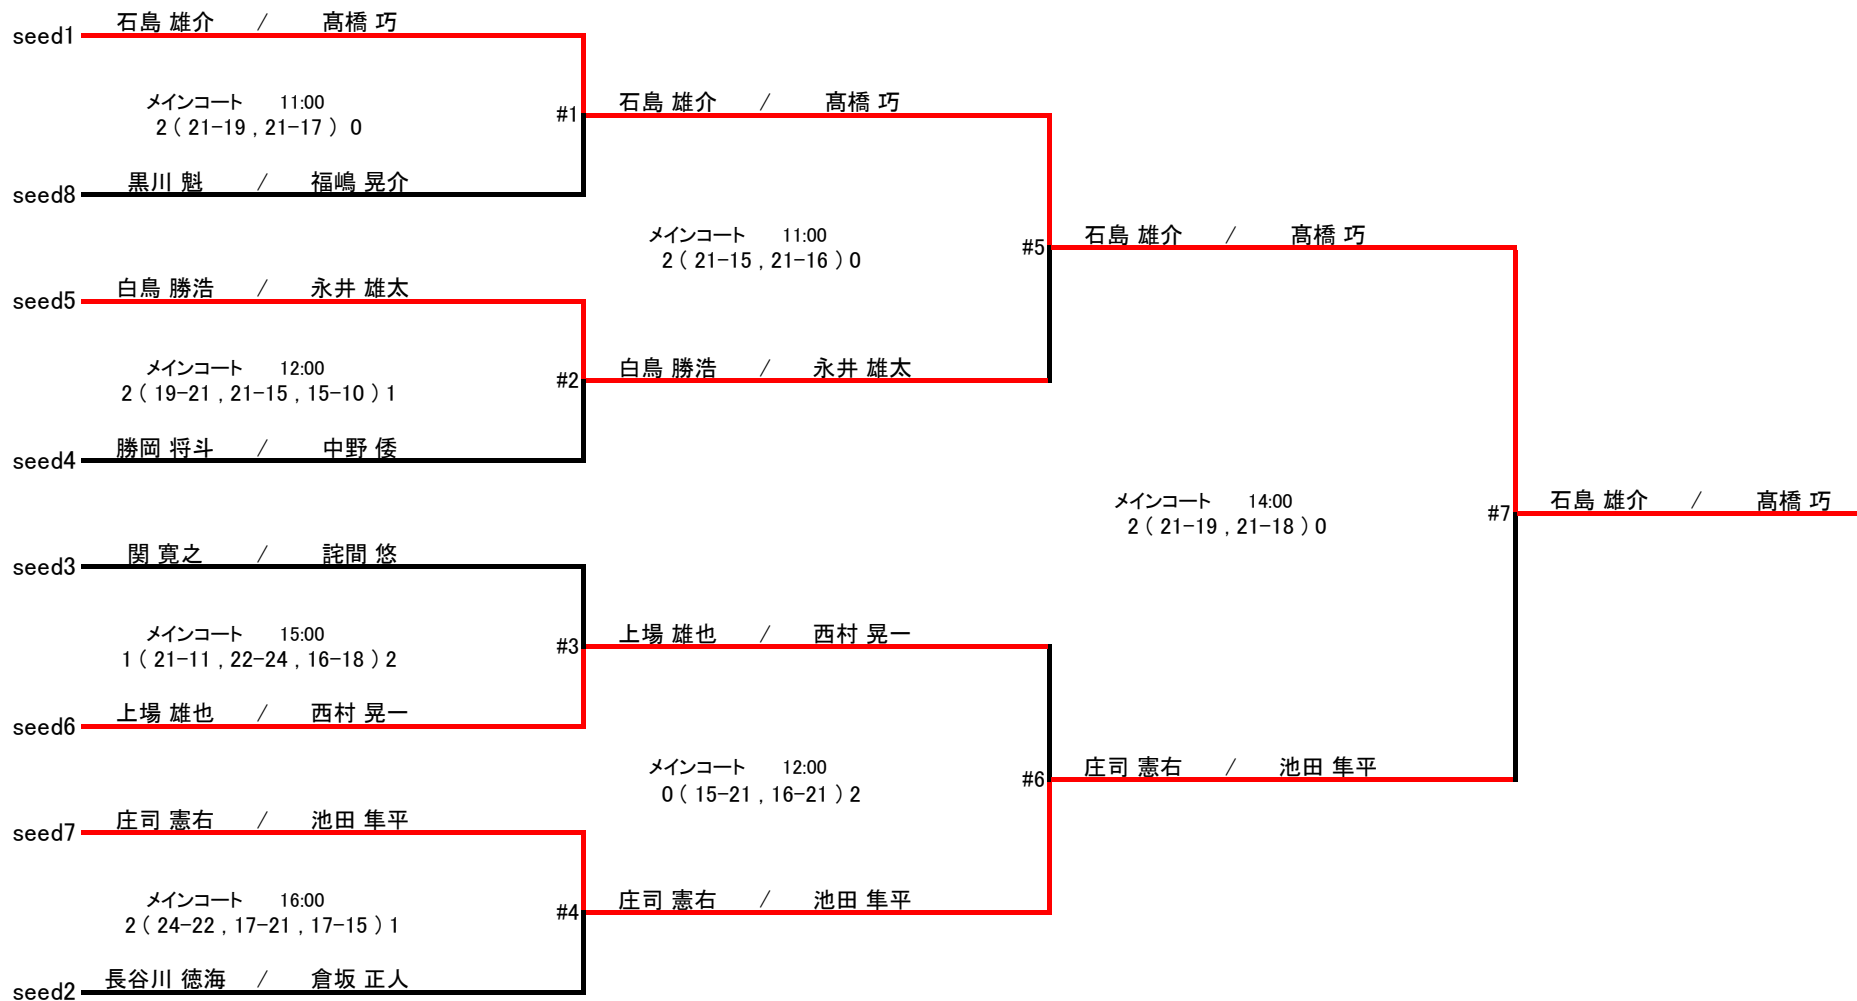 seed1 石島 雄介 / 髙橋 巧
メインコート 11:00
2 ( 21-19 , 21-17 ) 0
#1
seed8 黒川 魁 / 福嶋 晃介
石島 雄介 / 髙橋 巧
メインコート 11:00
2 ( 21-15 , 21-16 ) 0
#5
seed5 白鳥 勝浩 / 永井 雄太
メインコート 12:00
2 ( 19-21 , 21-15 , 15-10 ) 1
#2
seed4 勝岡 将斗 / 中野 倭
白鳥 勝浩 / 永井 雄太
石島 雄介 / 髙橋 巧
メインコート 14:00
2 ( 21-19 , 21-18 ) 0
#7
石島 雄介 / 髙橋 巧
seed3 関 寛之 / 詫間 悠
メインコート 15:00
1 ( 21-11 , 22-24 , 16-18 ) 2
#3
seed6 上場 雄也 / 西村 晃一
上場 雄也 / 西村 晃一
メインコート 12:00
0 ( 15-21 , 16-21 ) 2
#6
庄司 憲右 / 池田 隼平
seed7 庄司 憲右 / 池田 隼平
メインコート 16:00
2 ( 24-22 , 17-21 , 17-15 ) 1
#4
seed2 長谷川 徳海 / 倉坂 正人
庄司 憲右 / 池田 隼平